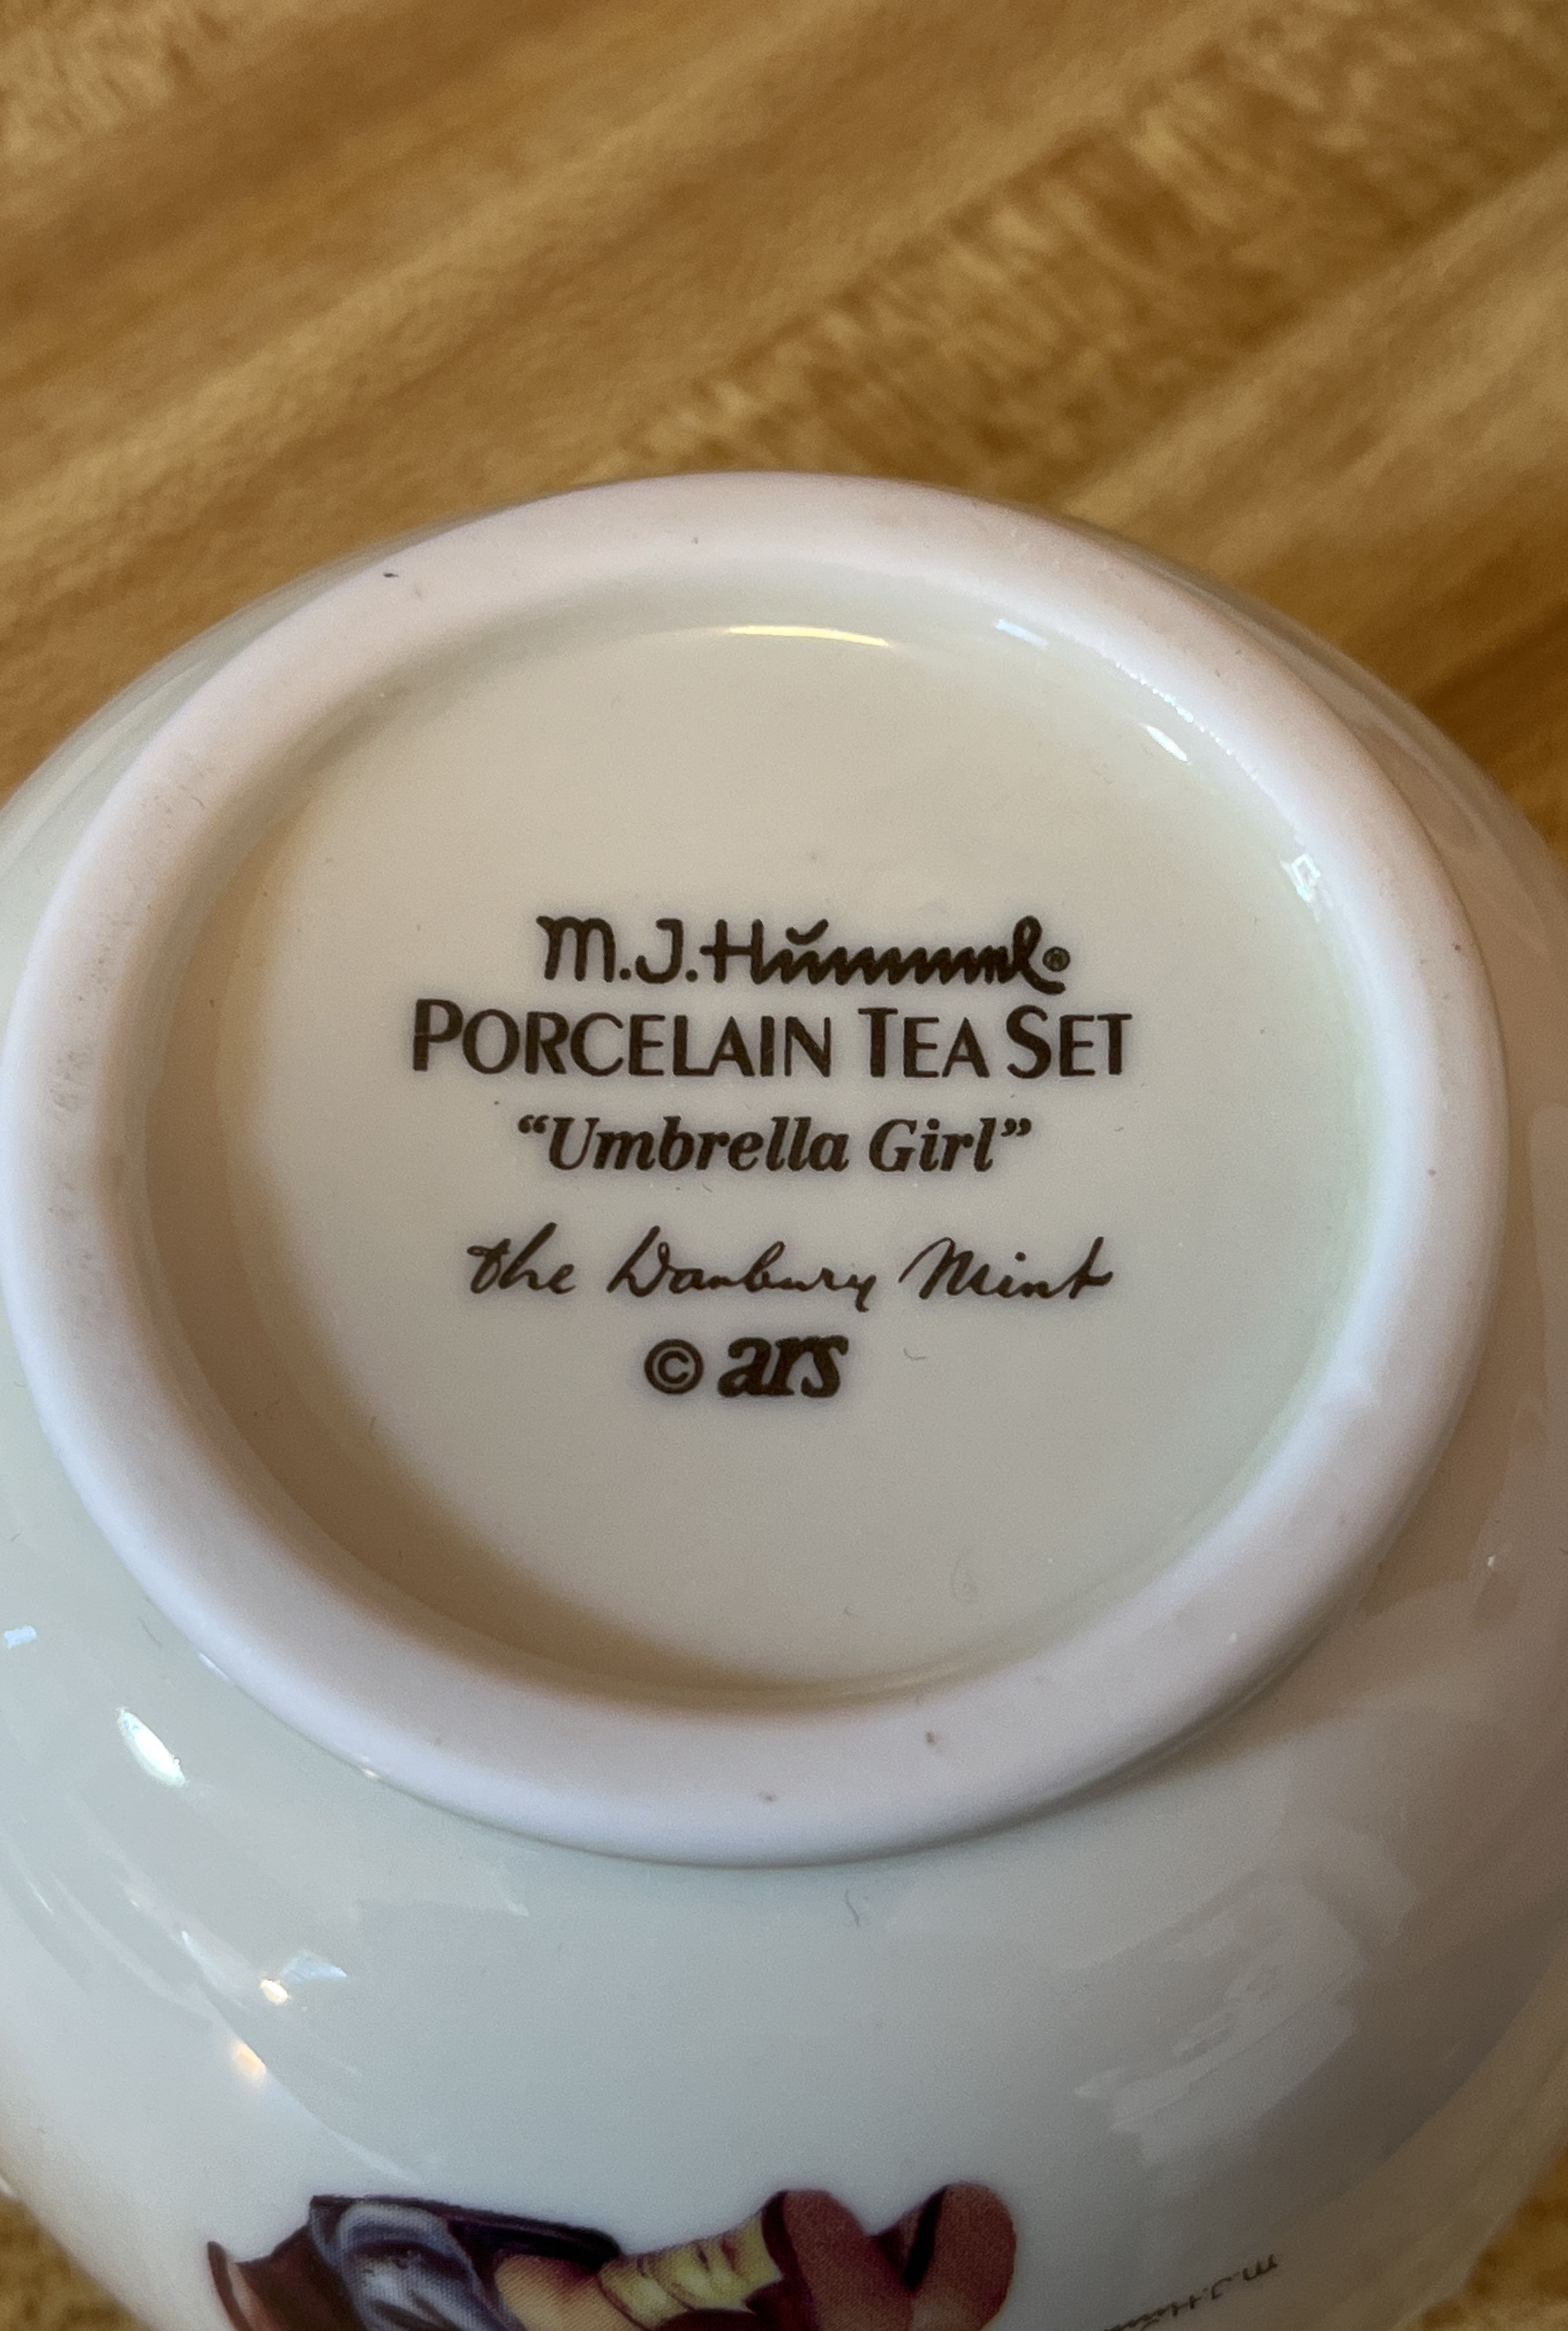 M.J.Hummel®
PORCELAIN TEA SET
“Umbrella Girl”
the Danbury Mint
© ars